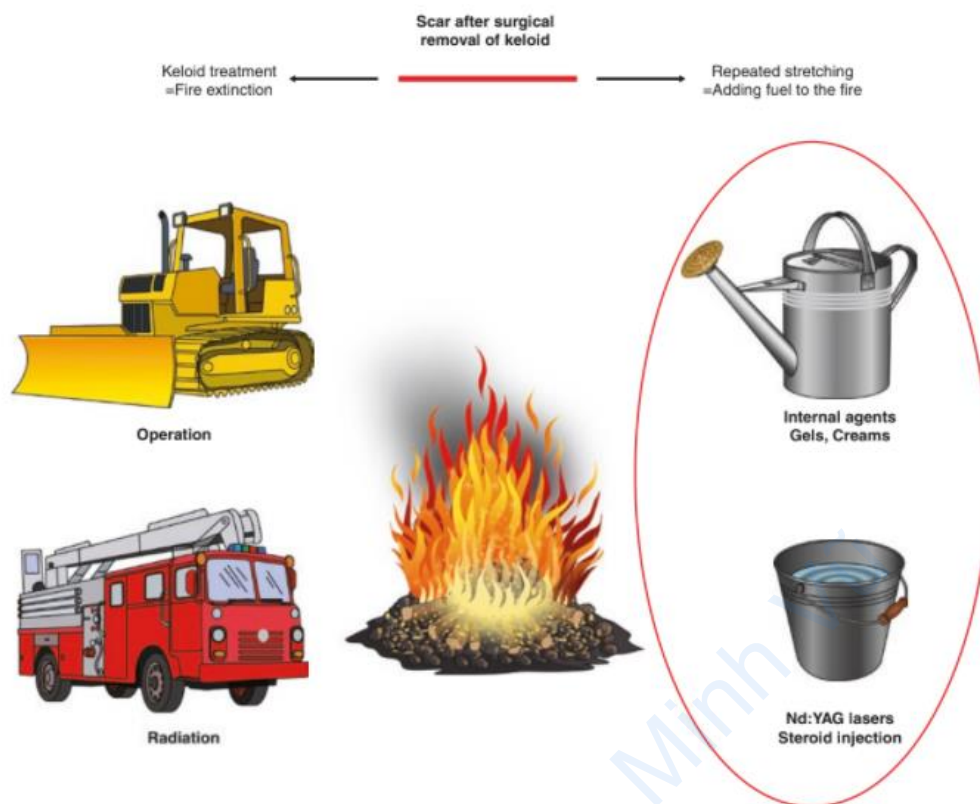 Scar after surgical
removal of keloid
Keloid treatment
=Fire extinction
Repeated stretching
=Adding fuel to the fire
Operation
Internal agents
Gels, Creams
Radiation
Nd:YAG lasers
Steroid injection
Minh